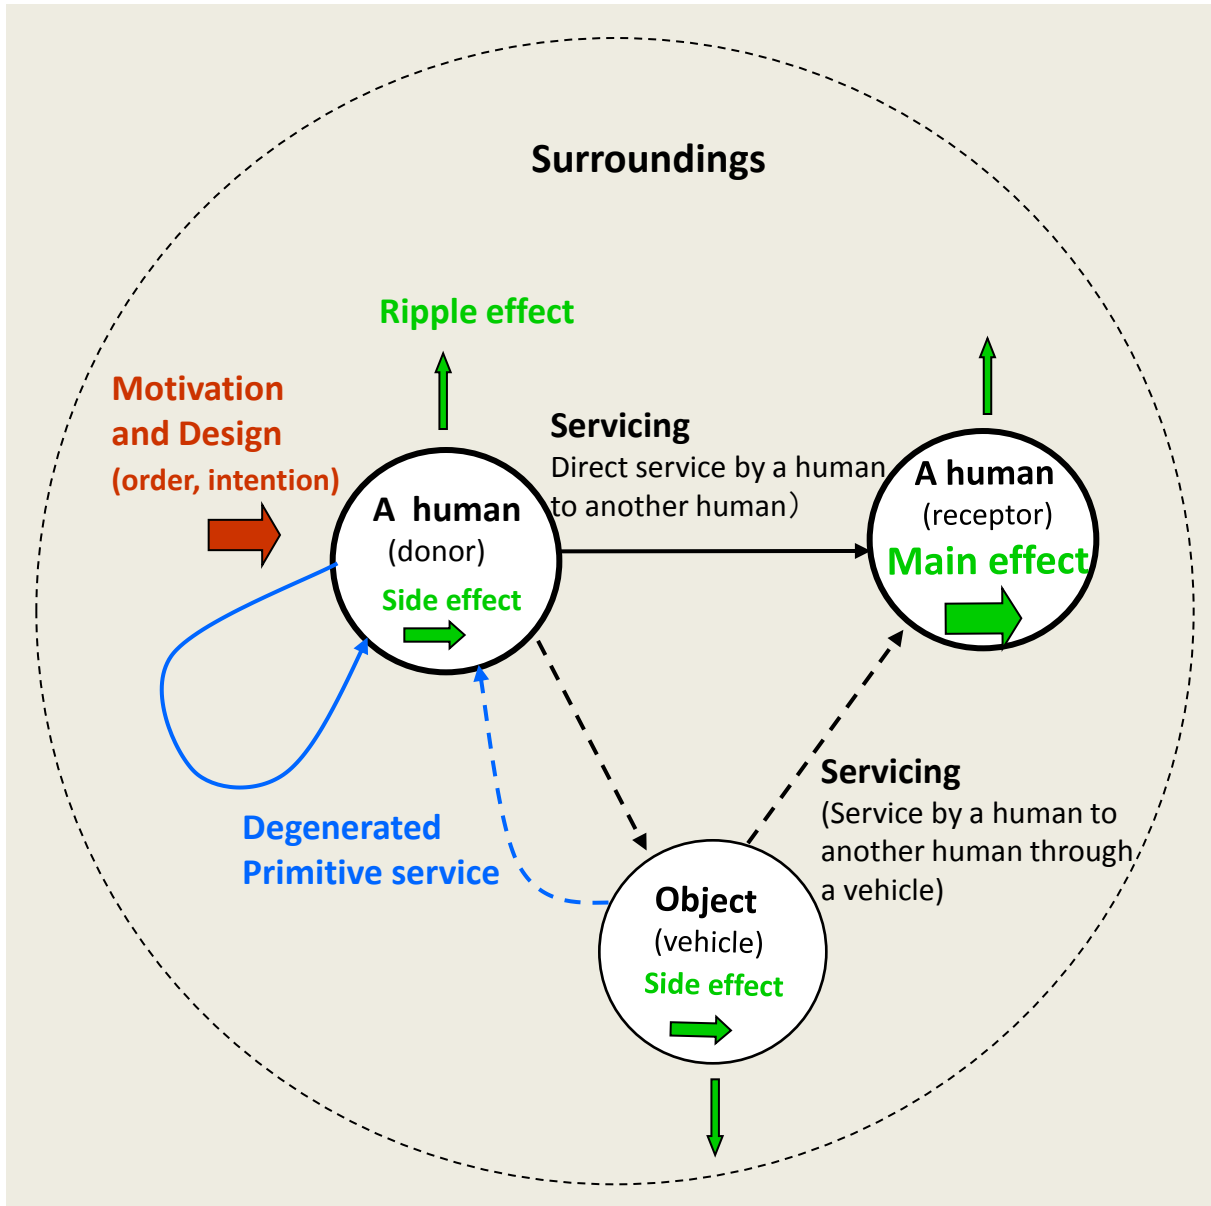 Surroundings
Ripple effect
Motivation
and Design
(order, intention)
Servicing
Direct service by a human
to another human）
A human
(donor)
Side effect
A human
(receptor)
Main effect
Degenerated
Primitive service
Servicing
(Service by a human to
another human through
a vehicle)
Object
(vehicle)
Side effect